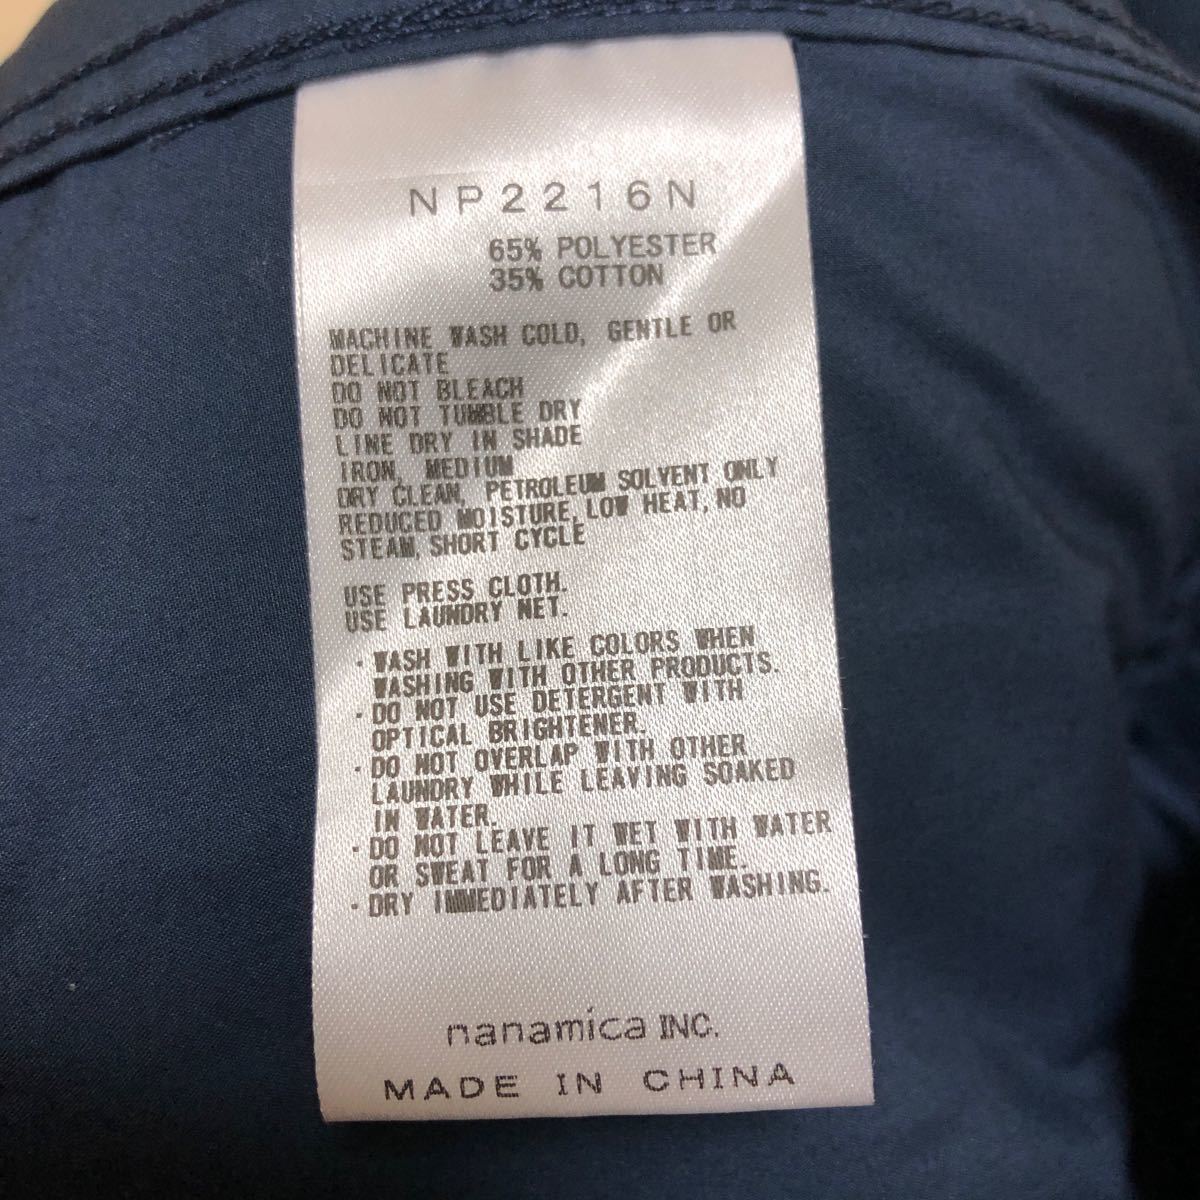 NP2216N
65% POLYESTER
35% COTTON
MACHINE WASH COLD, GENTLE OR
DELICATE
DO NOT BLEACH
DO NOT TUMBLE DRY
LINE DRY IN SHADE
IRON, MEDIUM
DRY CLEAN, PETROLEUM SOLVENT ONLY
REDUCED MOISTURE, LOW HEAT, NO
STEAM, SHORT CYCLE
USE PRESS CLOTH.
USE LAUNDRY NET.
・WASH WITH LIKE COLORS WHEN
WASHING WITH OTHER PRODUCTS.
・DO NOT USE DETERGENT WITH
OPTICAL BRIGHTENER.
・DO NOT OVERLAP WITH OTHER
LAUNDRY WHILE LEAVING SOAKED
IN WATER.
・DO NOT LEAVE IT WET WITH WATER
OR SWEAT FOR A LONG TIME.
・DRY IMMEDIATELY AFTER WASHING.
nanamica INC.
MADE IN CHINA